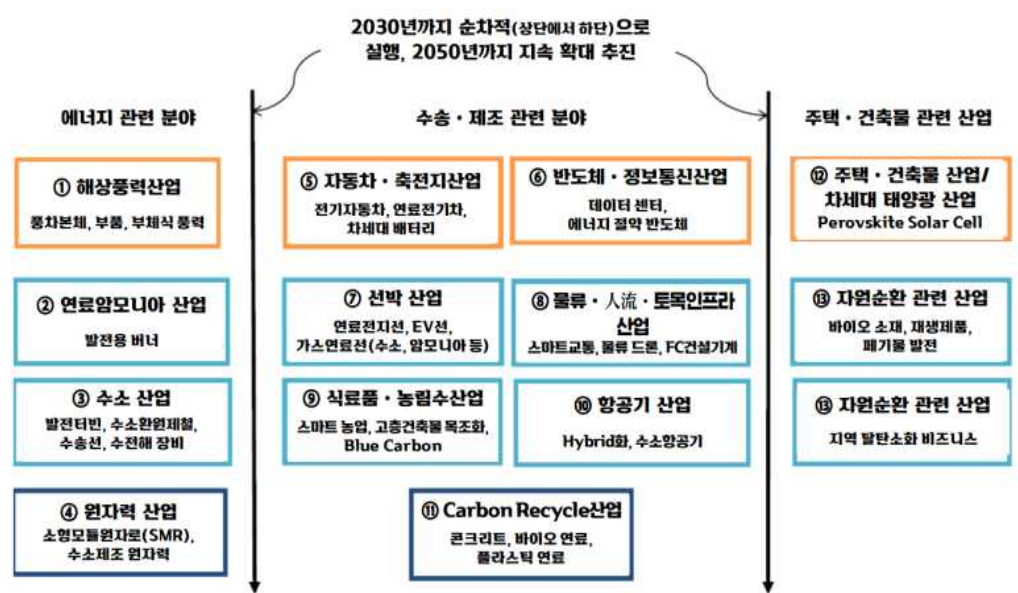 2030년까지 순차적(상단에서 하단)으로
실행, 2050년까지 지속 확대 추진
에너지 관련 분야
수송・제조 관련 분야
주택・건축물 관련 산업
① 해상풍력산업
풍차본체, 부품, 부체식 풍력
⑤ 자동차・축전지산업
전기자동차, 연료전기차,
차세대 배터리
⑥ 반도체・정보통신산업
데이터 센터,
에너지 절약 반도체
⑫ 주택・건축물 산업/
차세대 태양광 산업
Perovskite Solar Cell
② 연료암모니아 산업
발전용 버너
⑦ 선박 산업
연료전지선, EV선,
가스연료선(수소, 암모니아 등)
⑧ 물류・人流・토목인프라
산업
스마트교통, 물류 드론, FC건설기계
⑬ 자원순환 관련 산업
바이오 소재, 재생제품,
폐기물 발전
③ 수소 산업
발전터빈, 수소환원제철,
수송선, 수전해 장비
⑨ 식료품・농림수산업
스마트 농업, 고층건축물 목조화,
Blue Carbon
⑩ 항공기 산업
Hybrid화, 수소항공기
⑬ 자원순환 관련 산업
지역 탈탄소화 비즈니스
④ 원자력 산업
소형모듈원자로(SMR),
수소제조 원자력
⑪ Carbon Recycle산업
콘크리트, 바이오 연료,
플라스틱 연료